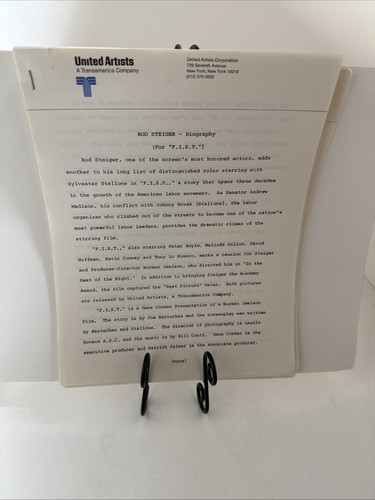 United Artists
A Transamerica Company
T
United Artists Corporation
729 Seventh Avenue
New York, New York 10019
(212) 575-3000
ROD STEIGER - Biography
(For "F.I.S.T.")
Rod Steiger, one of the screen's most honored actors, adds
another to his long list of distinguished roles starring with
Sylvester Stallone in "F.I.S.T.," a story that spans three decades
in the growth of the American labor movement. As Senator Andrew
Madison, his conflict with Johnny Kovak (Stallone), the labor
organizer who climbed out of the streets to become one of the nation's
most powerful labor leaders, provides the dramatic climax of the
stirring film.
"F.I.S.T.," also starring Peter Boyle, Melinda Dillon, David
Huffman, Kevin Conway and Tony Lo Bianco, marks a reunion for Steiger
and Producer-Director Norman Jewison, who directed him in "In the
Heat of the Night." In addition to bringing Steiger the Academy
Award, the film captured the "Best Picture" Oscar. Both pictures
are released by United Artists, a Transamerica Company.
"F.I.S.T." is a Gene Corman Presentation of a Norman Jewison
Film. The story is by Joe Eszterhas and the screenplay was written
by Eszterhas and Stallone. The director of photography is Laszlo
Kovacs A.S.C. and the music is by Bill Conti. Gene Corman is the
executive producer and Patrick Palmer is the associate producer.
(more)